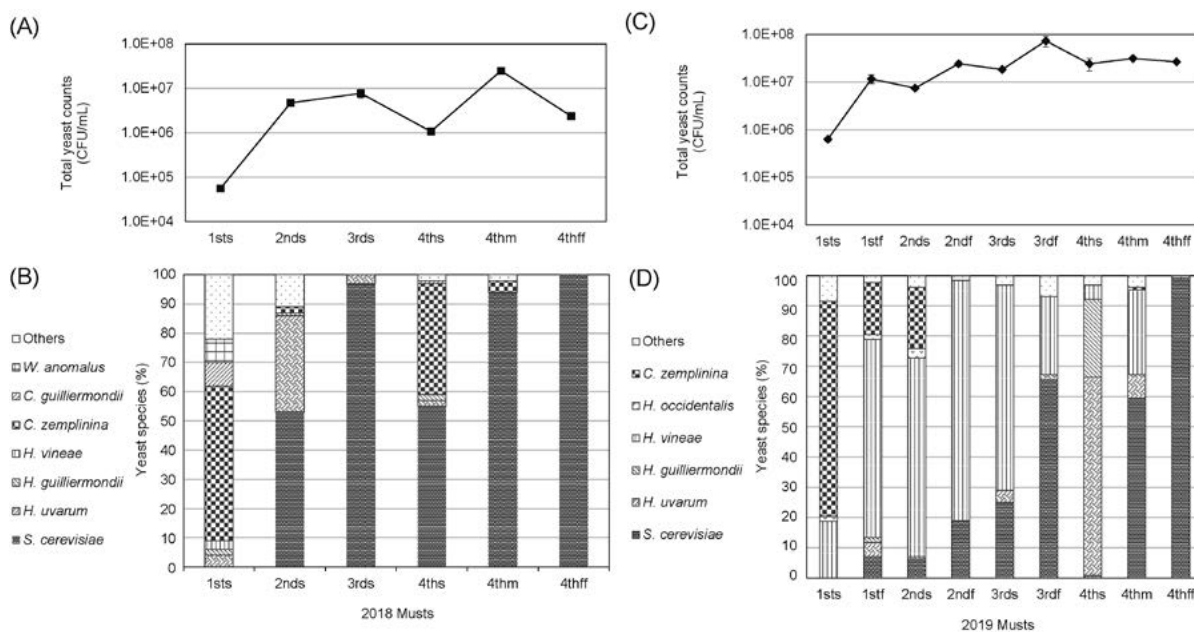 (A)
Total yeast counts
(CFU/mL)
1.0E+08
1.0E+07
1.0E+06
1.0E+05
1.0E+04
1sts 2nds 3rds 4ths 4thm 4thff
(B)
Yeast species (%)
100
90
80
70
60
50
40
30
20
10
0
Others
W. anomalus
C. guilliermondii
C. zemplinina
H. vineae
H. guilliermondii
H. uvarum
S. cerevisiae
1sts 2nds 3rds 4ths 4thm 4thff
2018 Musts
(C)
Total yeast counts
(CFU/mL)
1.0E+08
1.0E+07
1.0E+06
1.0E+05
1.0E+04
1sts 1stf 2nds 2ndf 3rds 3rdf 4ths 4thm 4thff
(D)
Yeast species (%)
100
90
80
70
60
50
40
30
20
10
0
Others
C. zemplinina
H. occidentalis
H. vineae
H. guilliermondii
H. uvarum
S. cerevisiae
1sts 1stf 2nds 2ndf 3rds 3rdf 4ths 4thm 4thff
2019 Musts